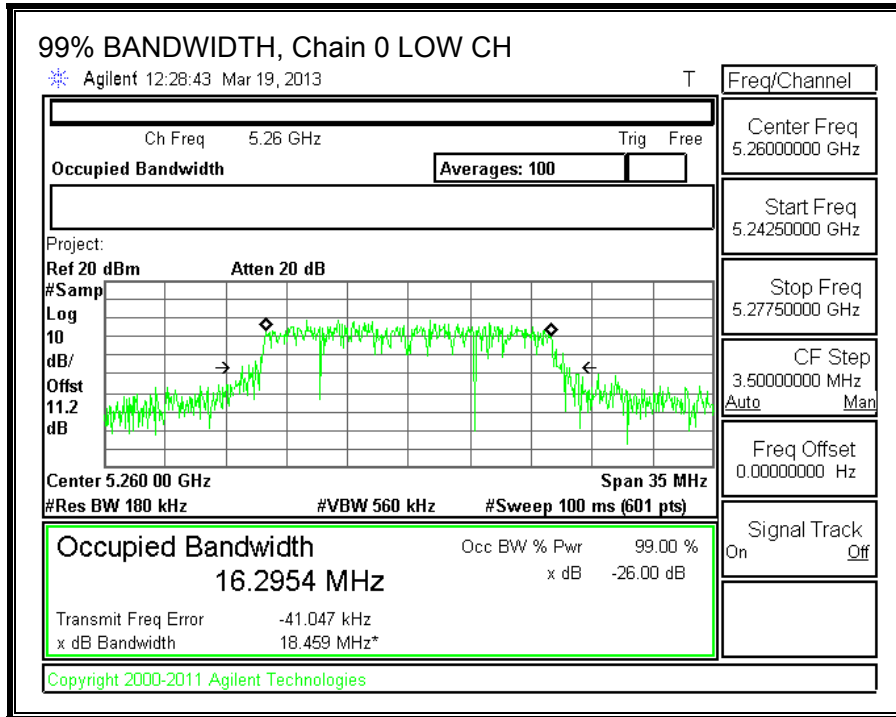 99% BANDWIDTH, Chain 0 LOW CH
Agilent 12:28:43 Mar 19, 2013 T
Freq/Channel
Ch Freq 5.26 GHz Trig Free
Occupied Bandwidth Averages: 100
Center Freq
5.26000000 GHz
Start Freq
5.24250000 GHz
Stop Freq
5.27750000 GHz
CF Step
3.50000000 MHz
Auto Man
Freq Offset
0.00000000 Hz
Signal Track
On Off
Project:
Ref 20 dBm Atten 20 dB
#Samp
Log
10
dB/
Offst
11.2
dB
Center 5.260 00 GHz Span 35 MHz
#Res BW 180 kHz #VBW 560 kHz #Sweep 100 ms (601 pts)
Occupied Bandwidth Occ BW % Pwr 99.00 %
16.2954 MHz x dB -26.00 dB
Transmit Freq Error -41.047 kHz
x dB Bandwidth 18.459 MHz*
Copyright 2000-2011 Agilent Technologies